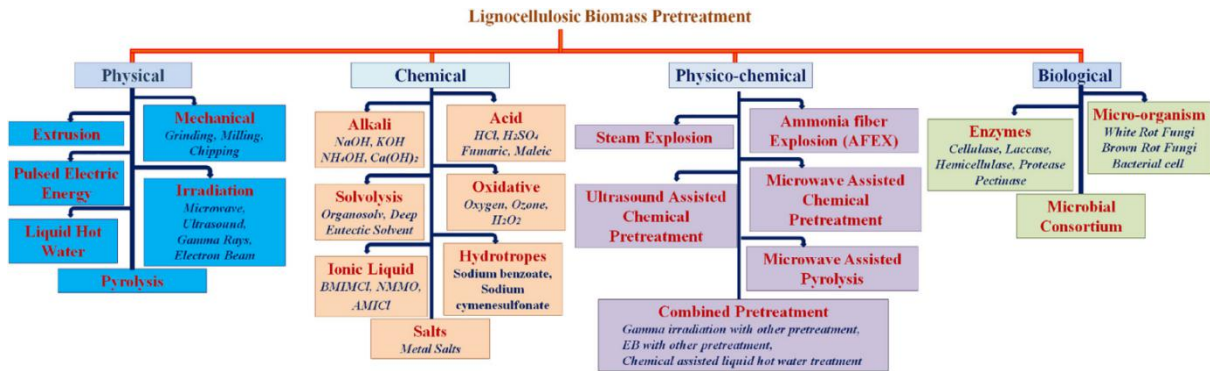 Lignocellulosic Biomass Pretreatment
Physical
Mechanical
Grinding, Milling,
Chipping
Extrusion
Pulsed Electric
Energy
Irradiation
Microwave,
Ultrasound,
Gamma Rays,
Electron Beam
Liquid Hot
Water
Pyrolysis
Chemical
Alkali
NaOH, KOH
NH₄OH, Ca(OH)₂
Acid
HCl, H₂SO₄
Fumaric, Maleic
Solvolysis
Organosolv, Deep
Eutectic Solvent
Oxidative
Oxygen, Ozone,
H₂O₂
Ionic Liquid
BMIMCl, NMMO,
AMICl
Hydrotropes
Sodium benzoate,
Sodium
cymenesulfonate
Salts
Metal Salts
Physico-chemical
Steam Explosion
Ammonia fiber
Explosion (AFEX)
Ultrasound Assisted
Chemical
Pretreatment
Microwave Assisted
Chemical
Pretreatment
Microwave Assisted
Pyrolysis
Combined Pretreatment
Gamma irradiation with other pretreatment,
EB with other pretreatment,
Chemical assisted liquid hot water treatment
Biological
Enzymes
Cellulase, Laccase,
Hemicellulase, Protease
Pectinase
Micro-organism
White Rot Fungi
Brown Rot Fungi
Bacterial cell
Microbial
Consortium